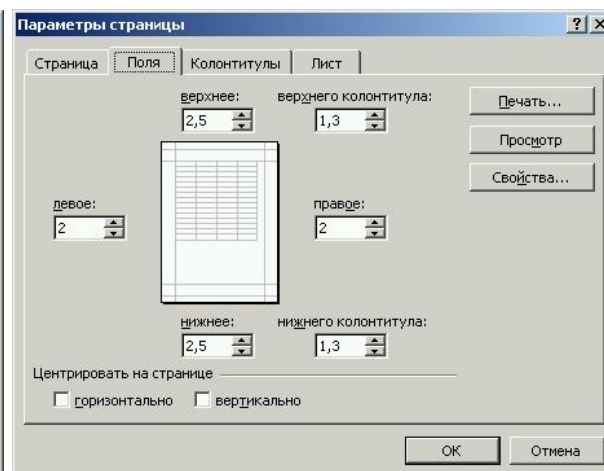 Параметры страницы
Страница Поля Колонтитулы Лист
верхнее: верхнего колонтитула:
2,5 1,3
Печать...
Просмотр
Свойства...
левое: правое:
2 2
нижнее: нижнего колонтитула:
2,5 1,3
Центрировать на странице
горизонтально вертикально
ОК Отмена